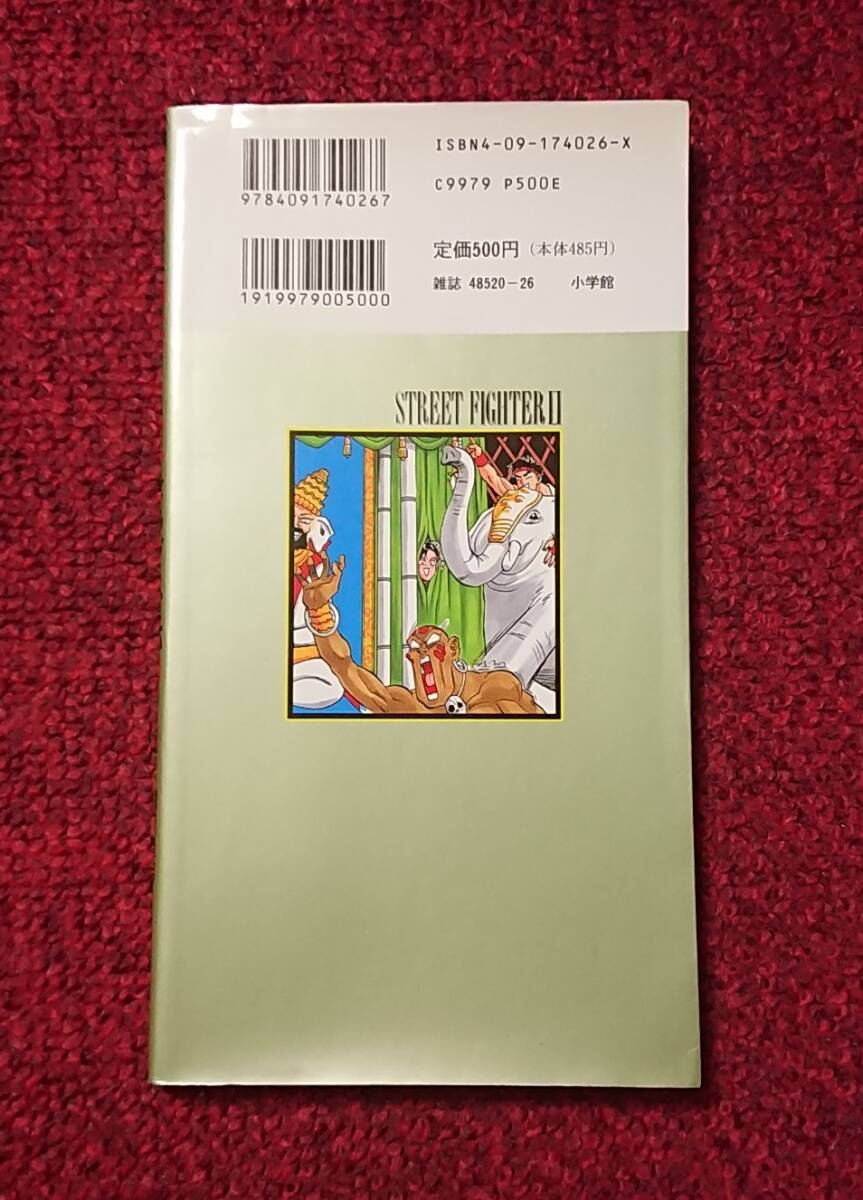 ISBN4-09-174026-X
9784091740267
C9979 P500E
定価500円（本体485円）
1919979005000
雑誌 48520-26 小学館
STREET FIGHTER II